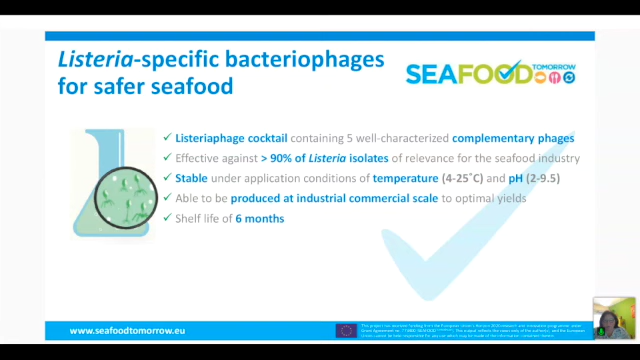 Listeria-specific bacteriophages
for safer seafood
SEAFOOD
TOMORROW
Listeriaphage cocktail containing 5 well-characterized complementary phages
Effective against > 90% of Listeria isolates of relevance for the seafood industry
Stable under application conditions of temperature (4-25˚C) and pH (2-9.5)
Able to be produced at industrial commercial scale to optimal yields
Shelf life of 6 months
www.seafoodtomorrow.eu